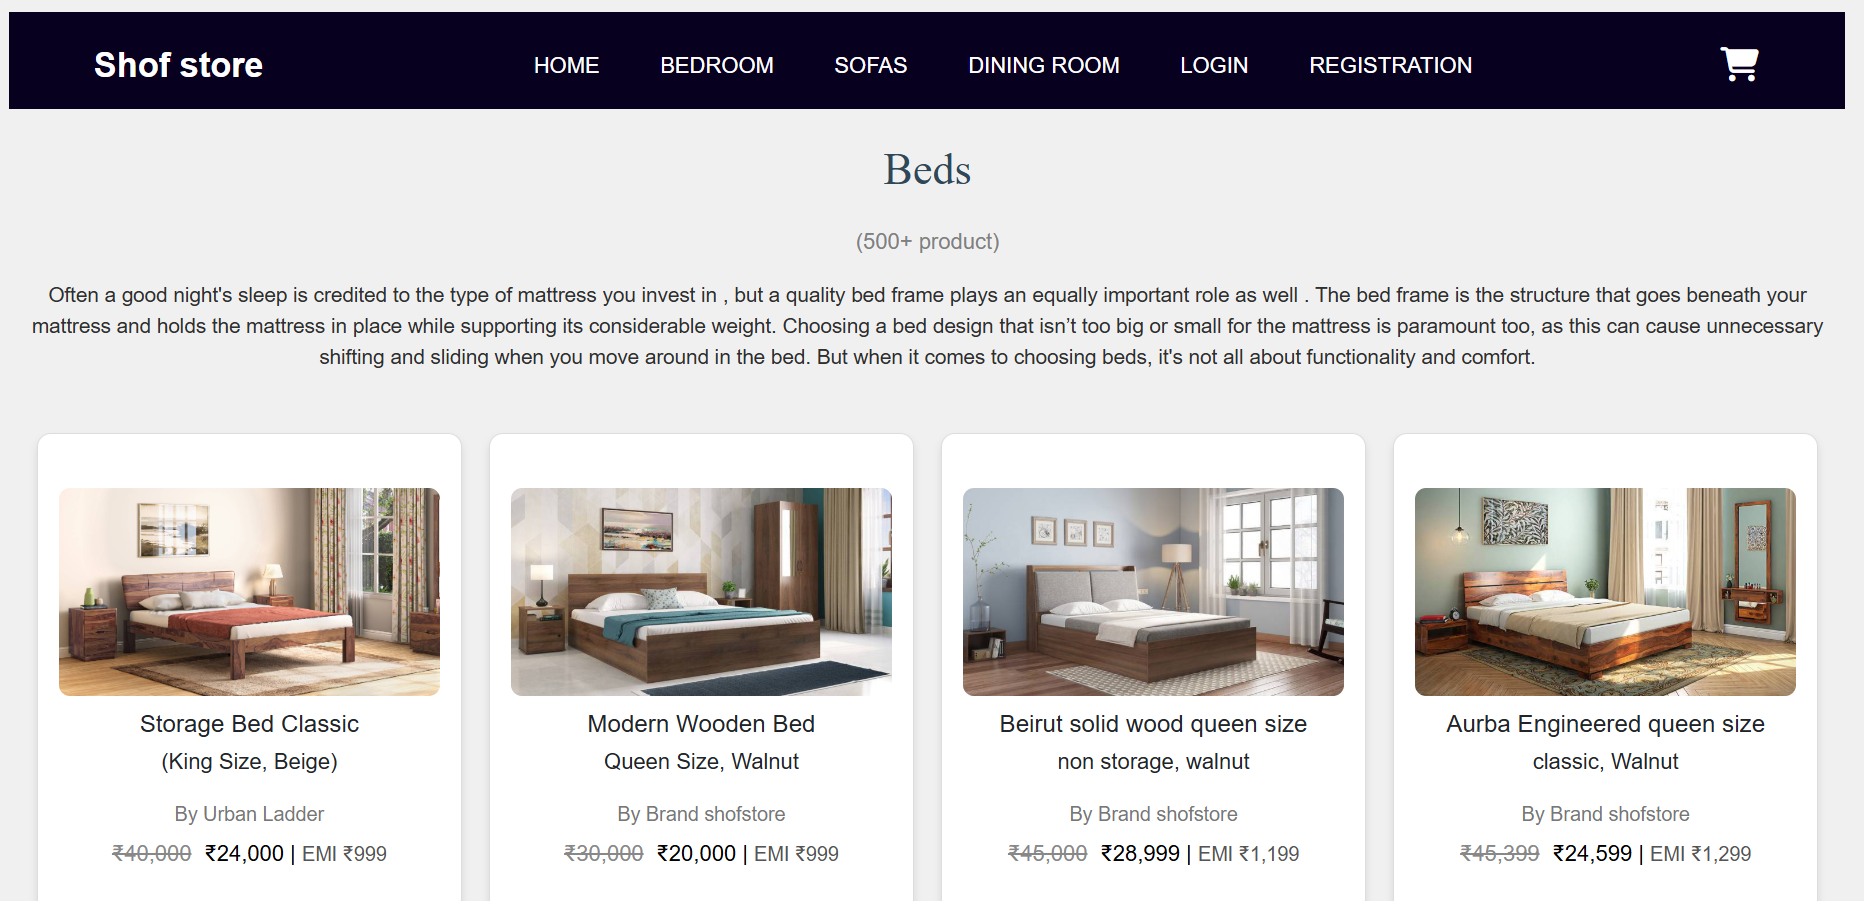 Shof store
HOME BEDROOM SOFAS DINING ROOM LOGIN REGISTRATION
Beds
(500+ product)
Often a good night's sleep is credited to the type of mattress you invest in , but a quality bed frame plays an equally important role as well . The bed frame is the structure that goes beneath your
mattress and holds the mattress in place while supporting its considerable weight. Choosing a bed design that isn’t too big or small for the mattress is paramount too, as this can cause unnecessary
shifting and sliding when you move around in the bed. But when it comes to choosing beds, it's not all about functionality and comfort.
Storage Bed Classic
(King Size, Beige)
By Urban Ladder
₹40,000 ₹24,000 | EMI ₹999
Modern Wooden Bed
Queen Size, Walnut
By Brand shofstore
₹30,000 ₹20,000 | EMI ₹999
Beirut solid wood queen size
non storage, walnut
By Brand shofstore
₹45,000 ₹28,999 | EMI ₹1,199
Aurba Engineered queen size
classic, Walnut
By Brand shofstore
₹45,399 ₹24,599 | EMI ₹1,299